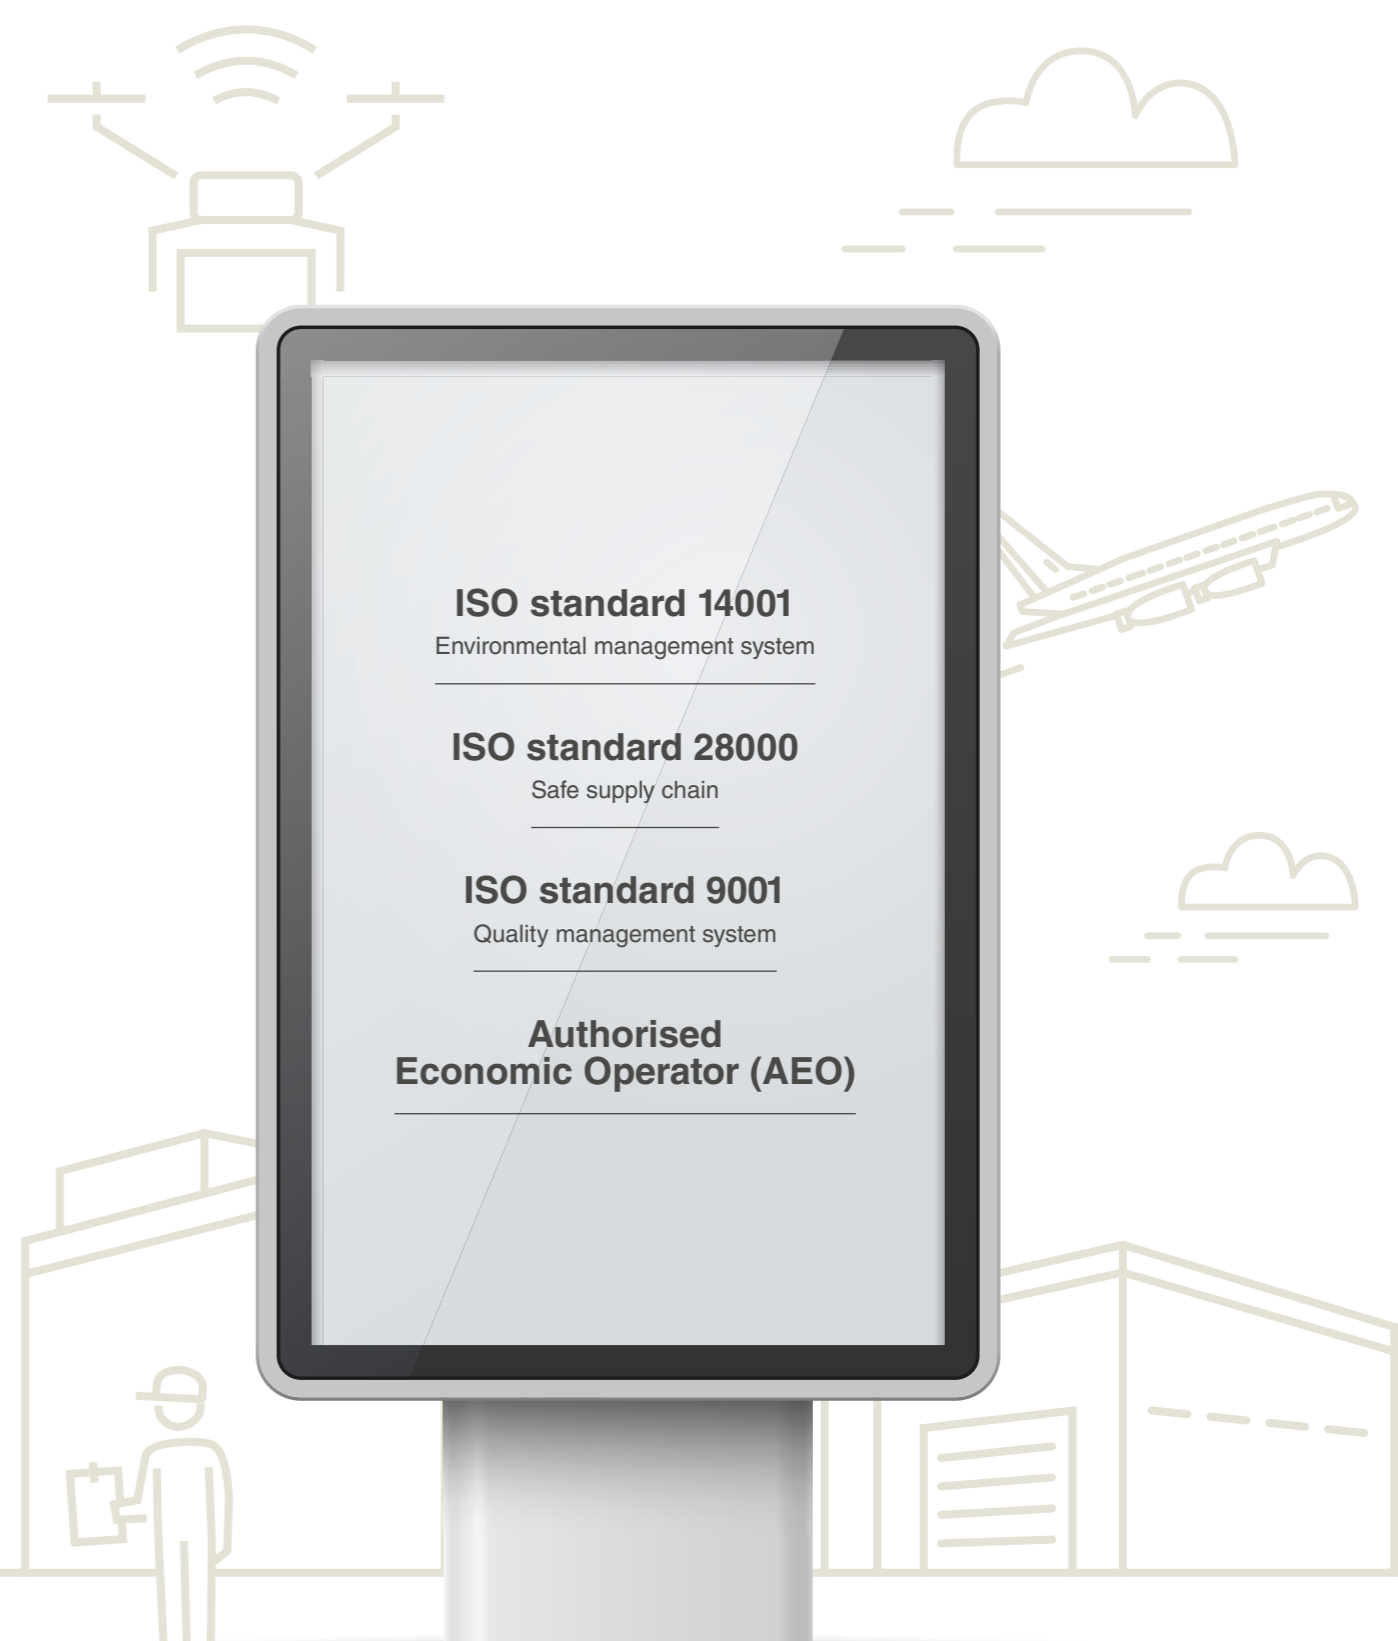 ISO standard 14001
Environmental management system
ISO standard 28000
Safe supply chain
ISO standard 9001
Quality management system
Authorised
Economic Operator (AEO)